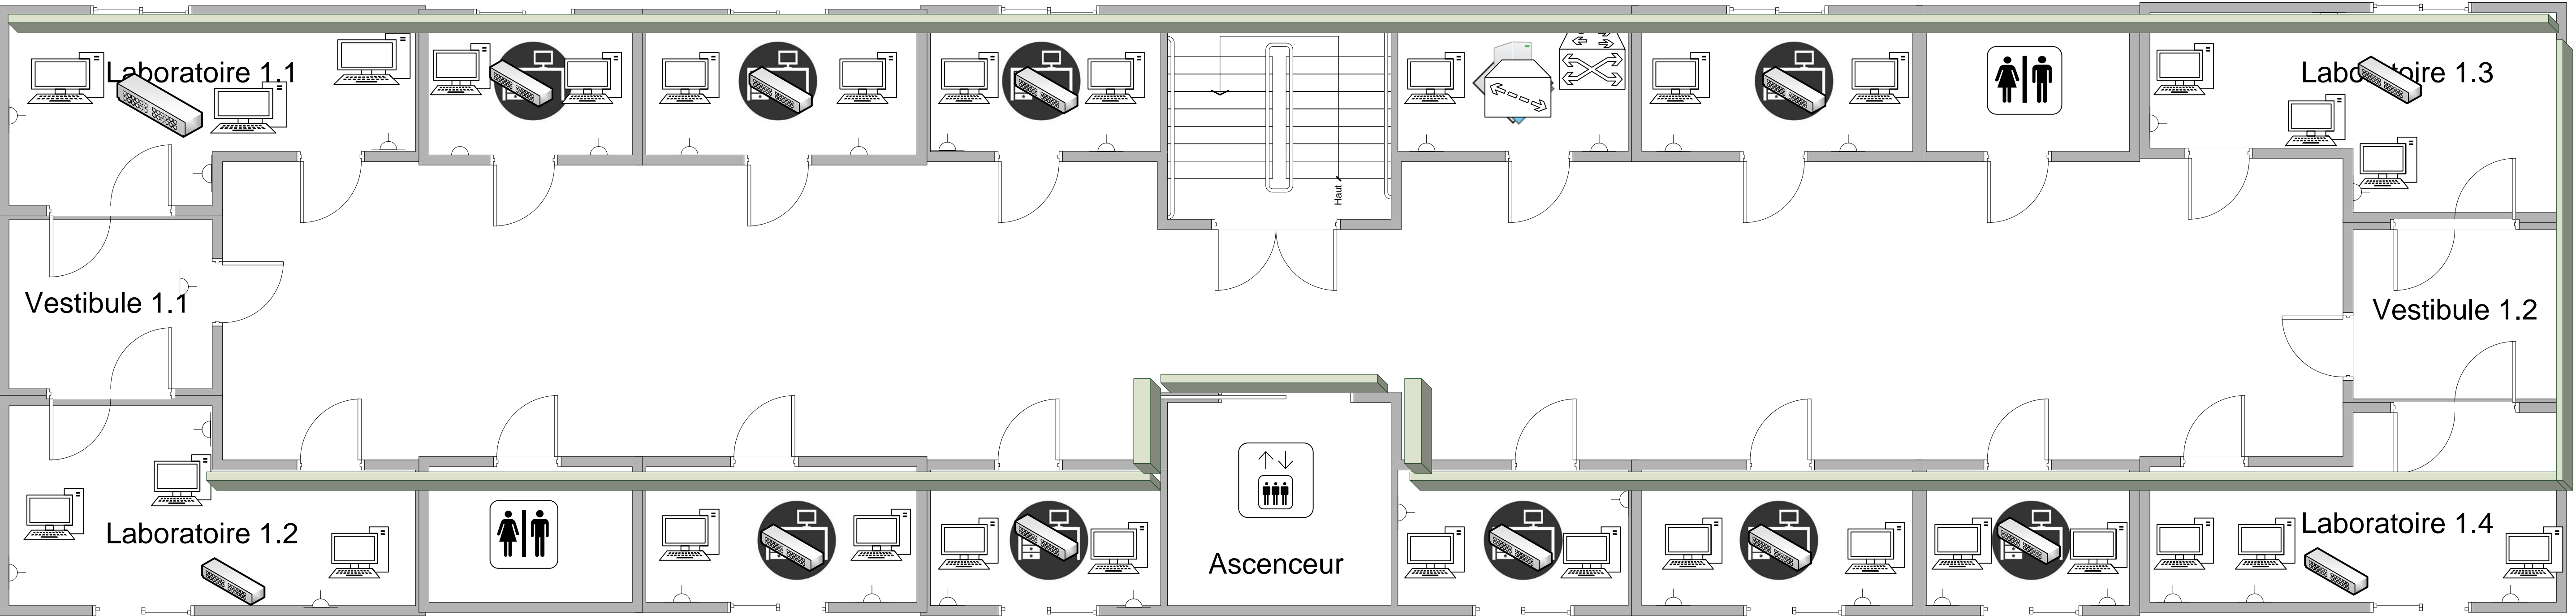 Laboratoire 1.1
Laboratoire 1.3
Haut
Vestibule 1.1
Vestibule 1.2
Laboratoire 1.2
Ascenceur
Laboratoire 1.4